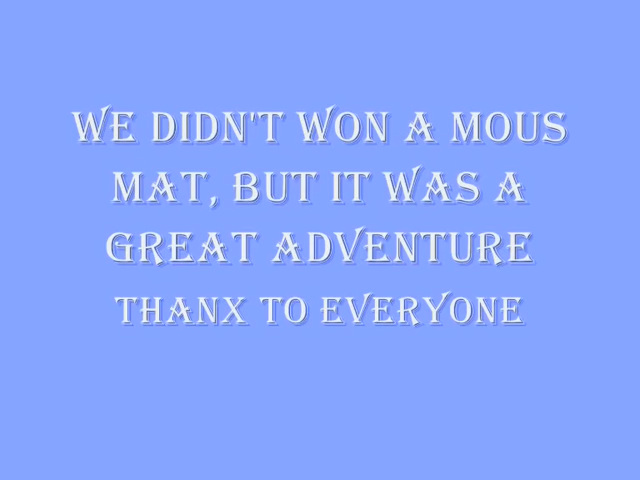 WE DIDN'T WON A MOUS
MAT, BUT IT WAS A
GREAT ADVENTURE
THANX TO EVERYONE